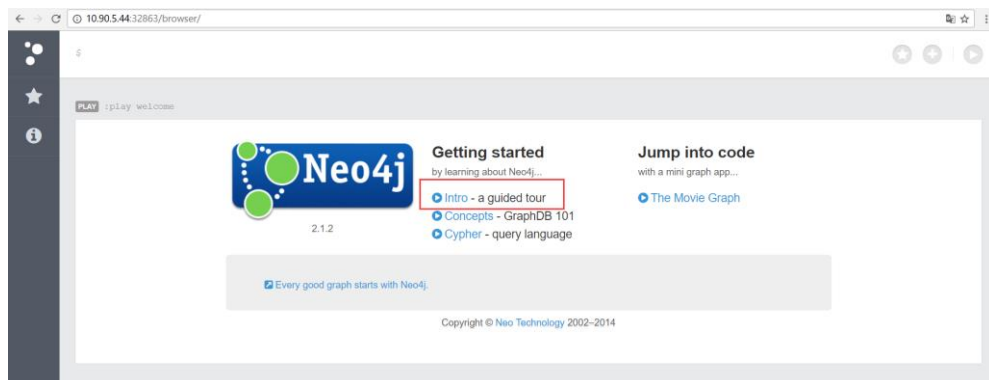 10.90.5.44:32863/browser/
$
PLAY :play welcome
Neo4j
2.1.2
Getting started
by learning about Neo4j...
Intro - a guided tour
Concepts - GraphDB 101
Cypher - query language
Jump into code
with a mini graph app...
The Movie Graph
Every good graph starts with Neo4j.
Copyright © Neo Technology 2002–2014